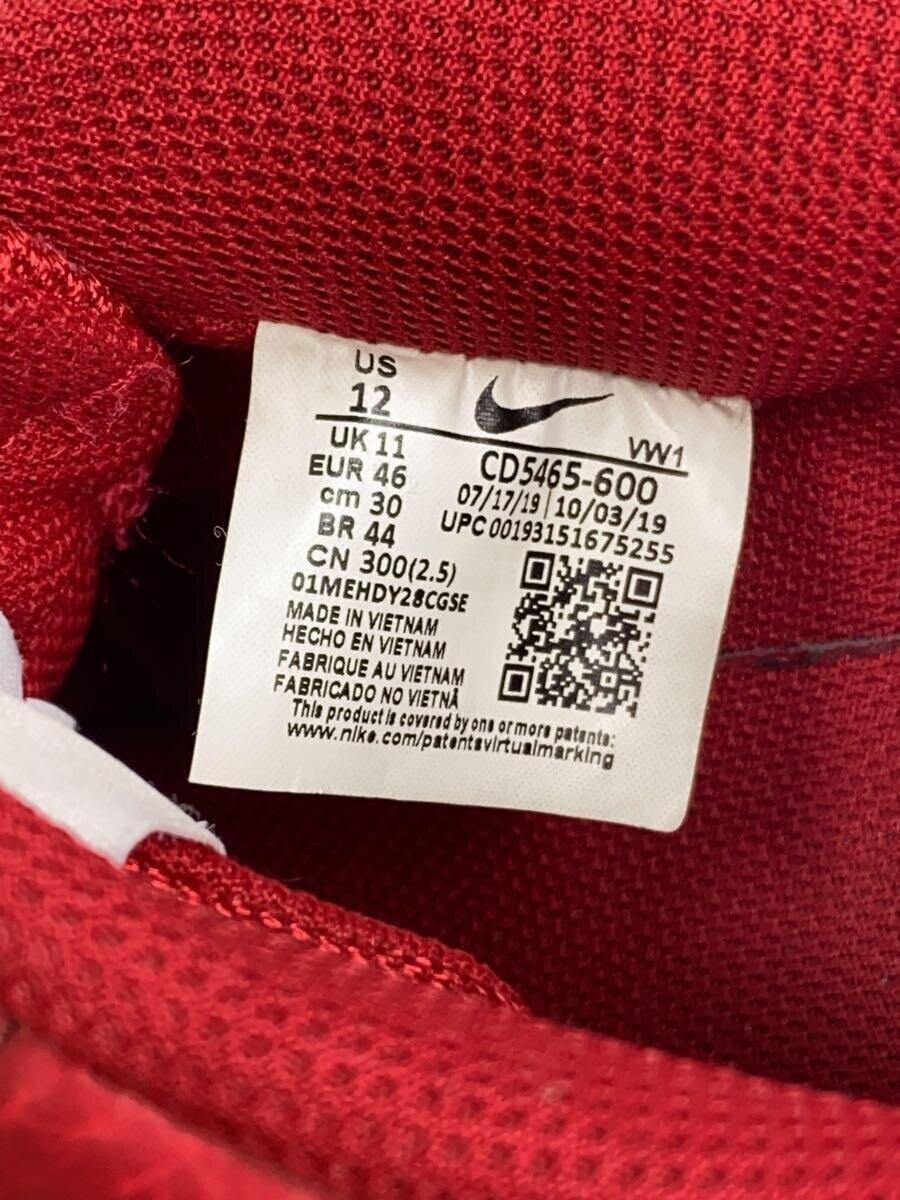 US
12
UK 11
EUR 46
cm 30
BR 44
CN 300(2.5)
01MEHDY28CGSE
MADE IN VIETNAM
HECHO EN VIETNAM
FABRIQUE AU VIETNAM
FABRICADO NO VIETNÃ
VW1
CD5465-600
07/17/19 | 10/03/19
UPC 00193151675255
This product is covered by one or more patents:
www.nike.com/patentsvirtualmarking